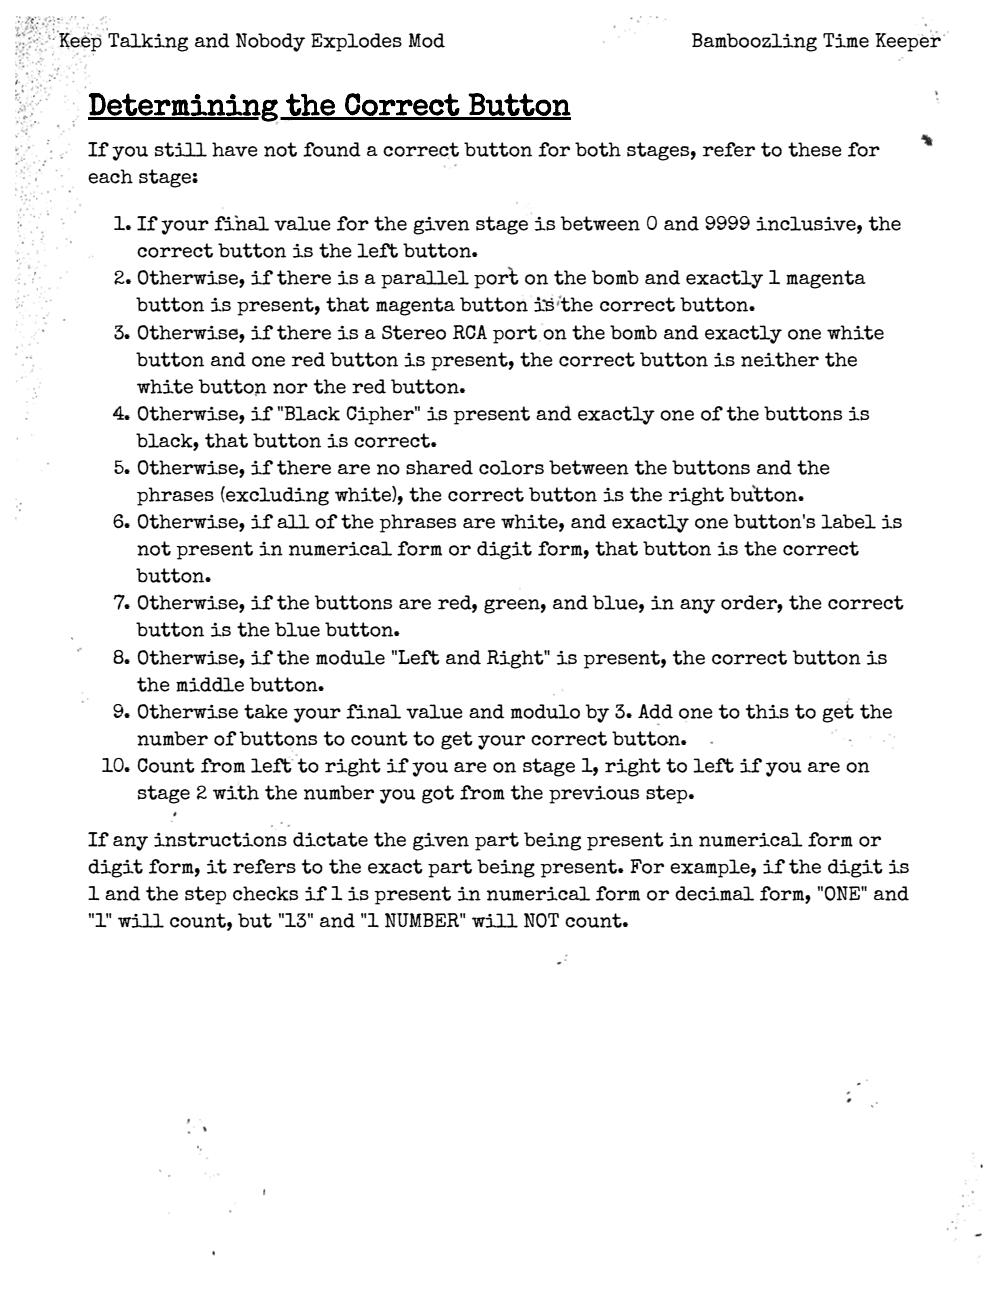 Keep Talking and Nobody Explodes Mod
Bamboozling Time Keeper
Determining the Correct Button
If you still have not found a correct button for both stages, refer to these for
each stage:
1. If your final value for the given stage is between 0 and 9999 inclusive, the
correct button is the left button.
2. Otherwise, if there is a parallel port on the bomb and exactly 1 magenta
button is present, that magenta button is the correct button.
3. Otherwise, if there is a Stereo RCA port on the bomb and exactly one white
button and one red button is present, the correct button is neither the
white button nor the red button.
4. Otherwise, if "Black Cipher" is present and exactly one of the buttons is
black, that button is correct.
5. Otherwise, if there are no shared colors between the buttons and the
phrases (excluding white), the correct button is the right button.
6. Otherwise, if all of the phrases are white, and exactly one button's label is
not present in numerical form or digit form, that button is the correct
button.
7. Otherwise, if the buttons are red, green, and blue, in any order, the correct
button is the blue button.
8. Otherwise, if the module "Left and Right" is present, the correct button is
the middle button.
9. Otherwise take your final value and modulo by 3. Add one to this to get the
number of buttons to count to get your correct button.
10. Count from left to right if you are on stage 1, right to left if you are on
stage 2 with the number you got from the previous step.
If any instructions dictate the given part being present in numerical form or
digit form, it refers to the exact part being present. For example, if the digit is
1 and the step checks if 1 is present in numerical form or decimal form, "ONE" and
"1" will count, but "13" and "1 NUMBER" will NOT count.